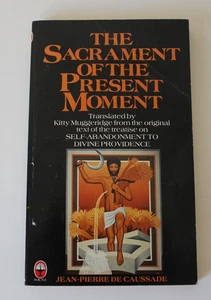 THE
SACRAMENT
OF THE
PRESENT
MOMENT
Translated by
Kitty Muggeridge from the original
text of the treatise on
SELF-ABANDONMENT TO
DIVINE PROVIDENCE
JEAN-PIERRE DE CAUSSADE